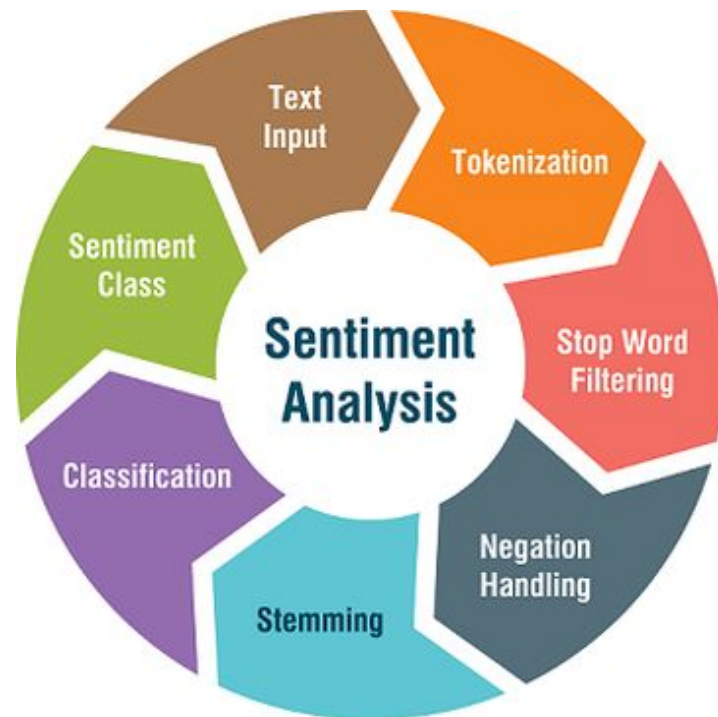 Text
Input
Tokenization
Stop Word
Filtering
Negation
Handling
Stemming
Classification
Sentiment
Class
Sentiment
Analysis